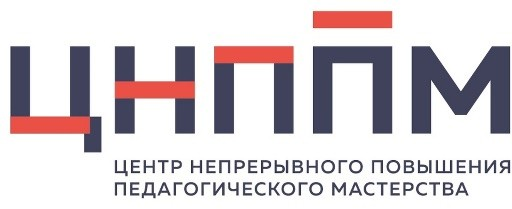 ЦНППМ
ЦЕНТР НЕПРЕРЫВНОГО ПОВЫШЕНИЯ
ПЕДАГОГИЧЕСКОГО МАСТЕРСТВА